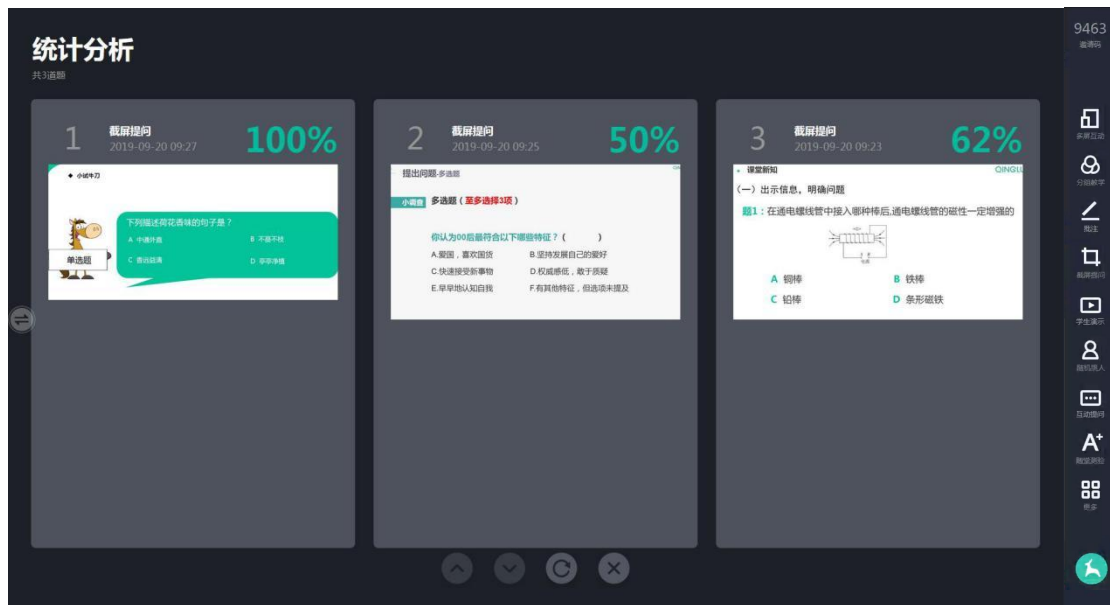 统计分析
共3道题
1
截屏提问
2019-09-20 09:27
100%
◆ 小试牛刀
下列描述荷花香味的句子是？
A 中通外直
B 不蔓不枝
单选题
C 香远益清
D 亭亭净植
2
截屏提问
2019-09-20 09:25
50%
提出问题-多选题
小调查 多选题（至多选择3项）
你认为00后最符合以下哪些特征？（ ）
A.爱国，喜欢国货
B.坚持发展自己的爱好
C.快速接受新事物
D.权威感低，敢于质疑
E.早早地认知自我
F.有其他特征，但选项未提及
3
截屏提问
2019-09-20 09:23
62%
课堂新知
QINGLU
（一）出示信息，明确问题
题1：在通电螺线管中接入哪种棒后,通电螺线管的磁性一定增强的
A 铜棒
B 铁棒
C 铅棒
D 条形磁铁
9463
邀请码
多屏互动
分组教学
批注
截屏提问
学生演示
随机挑人
互动提问
A+
随堂测验
更多